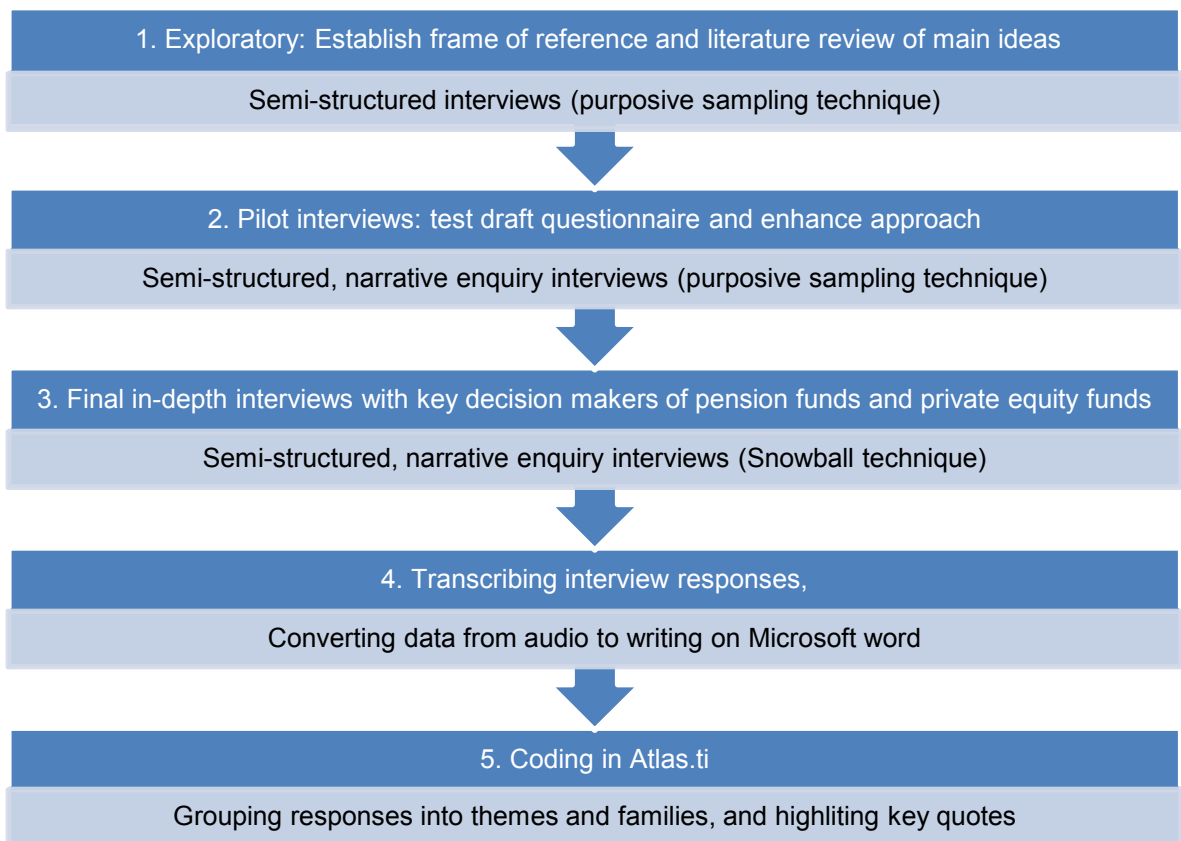 1. Exploratory: Establish frame of reference and literature review of main ideas
Semi-structured interviews (purposive sampling technique)
2. Pilot interviews: test draft questionnaire and enhance approach
Semi-structured, narrative enquiry interviews (purposive sampling technique)
3. Final in-depth interviews with key decision makers of pension funds and private equity funds
Semi-structured, narrative enquiry interviews (Snowball technique)
4. Transcribing interview responses,
Converting data from audio to writing on Microsoft word
5. Coding in Atlas.ti
Grouping responses into themes and families, and highliting key quotes